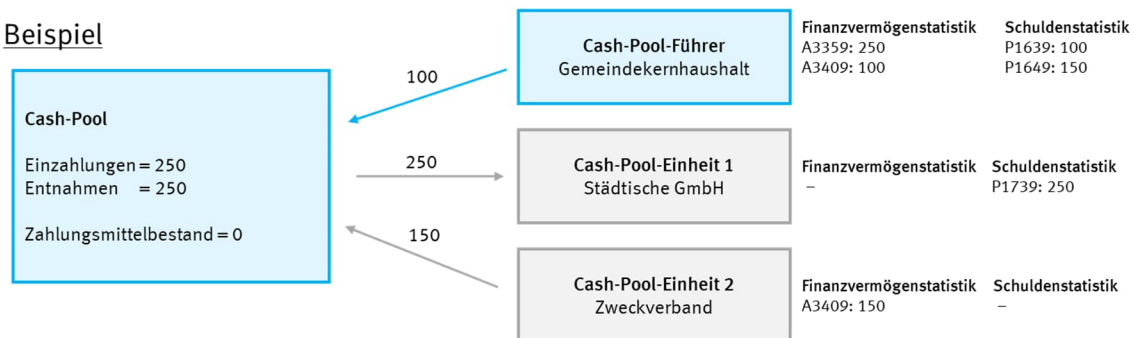 Beispiel
Cash-Pool
Einzahlungen = 250
Entnahmen = 250
Zahlungsmittelbestand = 0
100
250
150
Cash-Pool-Führer
Gemeindekernhaushalt
Finanzvermögenstatistik Schuldenstatistik
A3359: 250 P1639: 100
A3409: 100 P1649: 150
Cash-Pool-Einheit 1
Städtische GmbH
Finanzvermögenstatistik Schuldenstatistik
– P1739: 250
Cash-Pool-Einheit 2
Zweckverband
Finanzvermögenstatistik Schuldenstatistik
A3409: 150 –